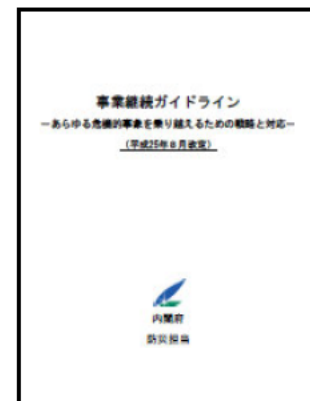 事業継続ガイドライン
－あらゆる危機的事象を乗り越えるための戦略と対応－
（平成25年８月改定）
内閣府
防災担当